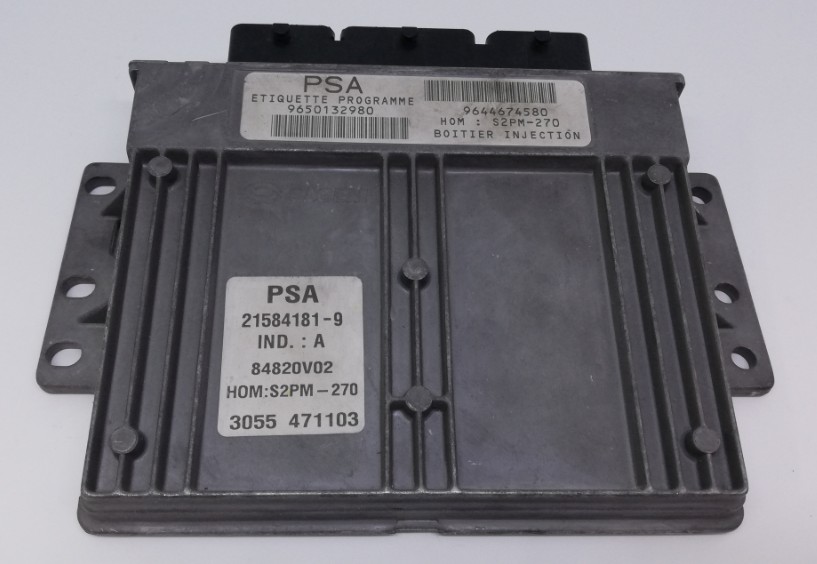 PSA
ETIQUETTE PROGRAMME
9650132980
9644674580
HOM : S2PM-270
BOITIER INJECTIÓN
PSA
21584181-9
IND. : A
84820V02
HOM:S2PM-270
3055 471103